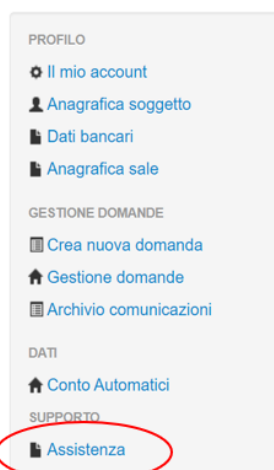 PROFILO
Il mio account
Anagrafica soggetto
Dati bancari
Anagrafica sale
GESTIONE DOMANDE
Crea nuova domanda
Gestione domande
Archivio comunicazioni
DATI
Conto Automatici
SUPPORTO
Assistenza